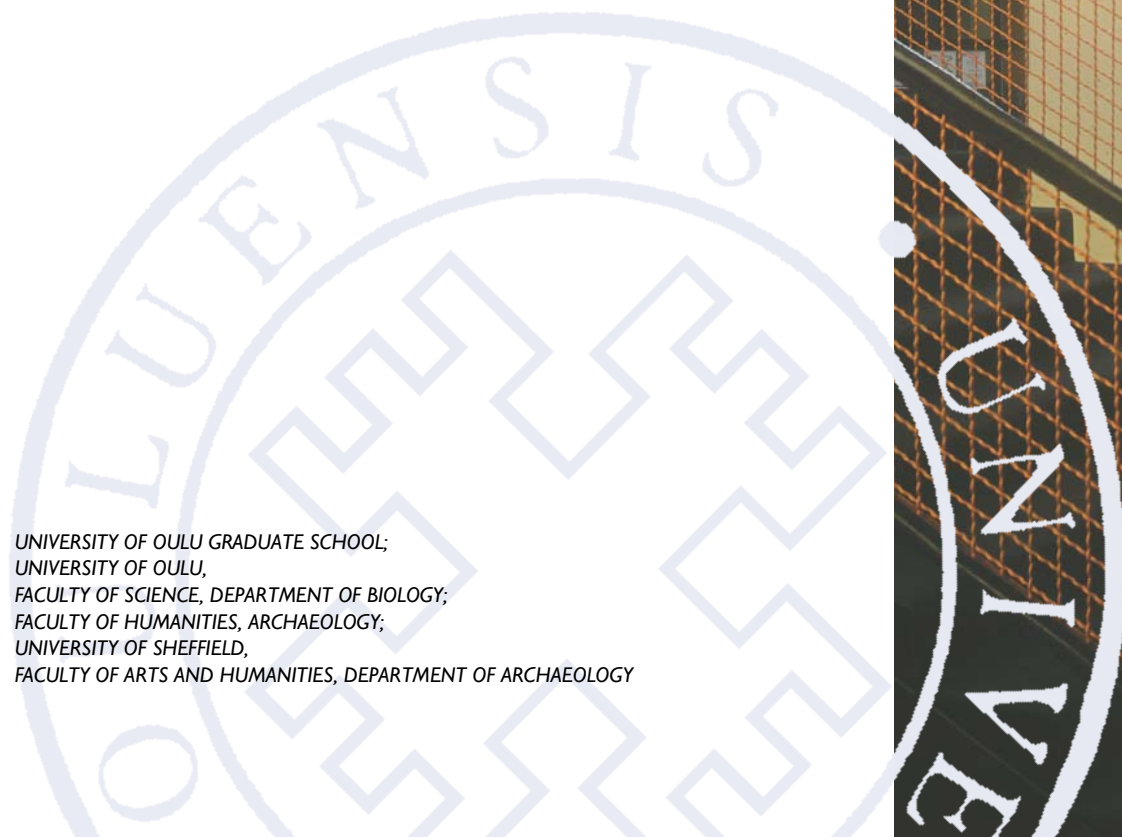 OULUENSIS • UNIVE
UNIVERSITY OF OULU GRADUATE SCHOOL;
UNIVERSITY OF OULU,
FACULTY OF SCIENCE, DEPARTMENT OF BIOLOGY;
FACULTY OF HUMANITIES, ARCHAEOLOGY;
UNIVERSITY OF SHEFFIELD,
FACULTY OF ARTS AND HUMANITIES, DEPARTMENT OF ARCHAEOLOGY